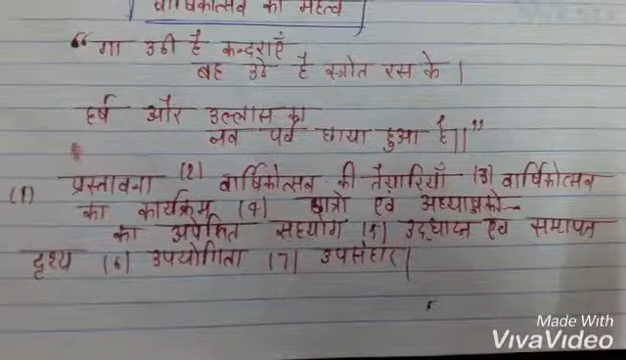 वार्षिकोत्सव का महत्व
“गा उठी है कन्दराएँ
बह उठे है स्त्रोत रस के।
हर्ष और उल्लास का
नव पर्व छाया हुआ है।।”
(1) प्रस्तावना (2) वार्षिकोत्सव की तैयारियाँ (3) वार्षिकोत्सव
का कार्यक्रम (4) छात्रो एवं अध्यापको
का अपेक्षित सहयोग (5) उद्घाटन एवं समापन
दृश्य (6) उपयोगिता (7) उपसंहार।
Made With
VivaVideo